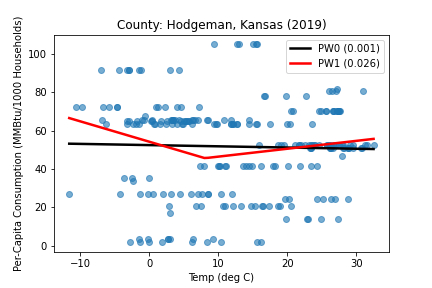 County: Hodgeman, Kansas (2019)
Per-Capita Consumption (MMBtu/1000 Households)
100
80
60
40
20
0
PW0 (0.001)
PW1 (0.026)
−10 0 10 20 30
Temp (deg C)